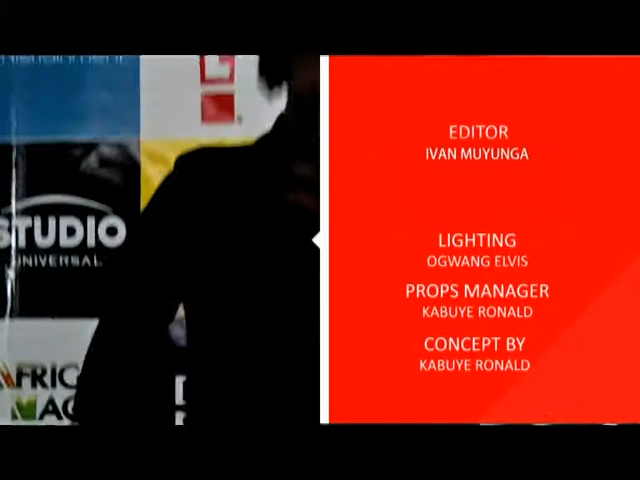 STUDIO
UNIVERSAL
EDITOR
IVAN MUYUNGA
LIGHTING
OGWANG ELVIS
PROPS MANAGER
KABUYE RONALD
CONCEPT BY
KABUYE RONALD